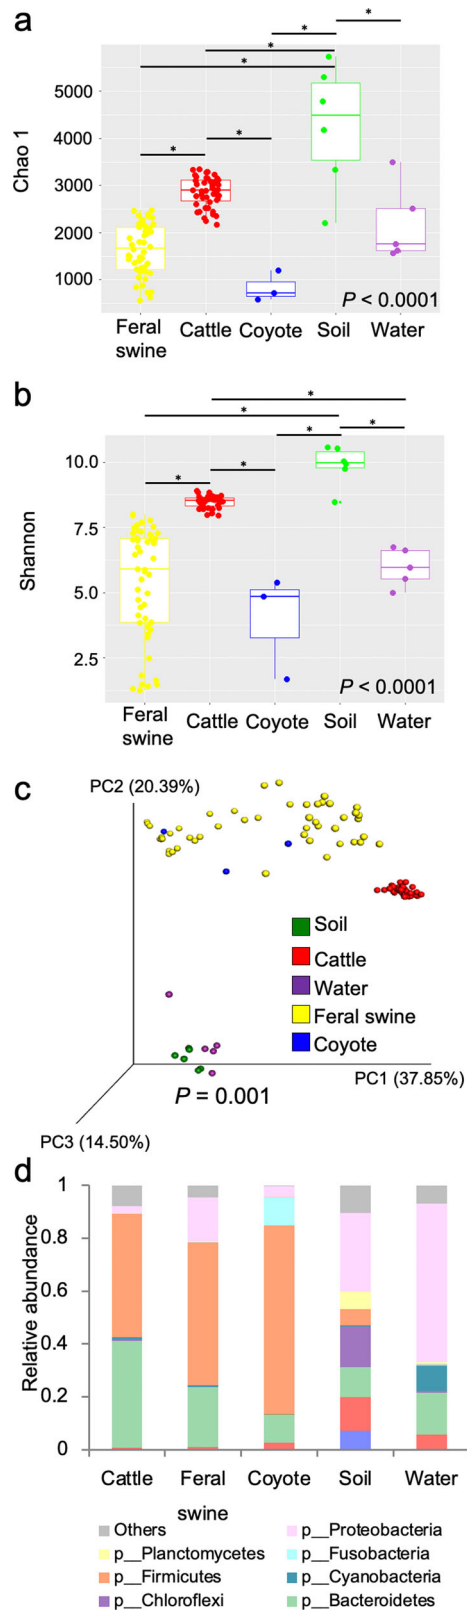 a
*
*
*
*
*
*
Chao 1
5000
4000
3000
2000
1000
P < 0.0001
Feral
swine
Cattle
Coyote
Soil
Water
b
*
*
*
*
*
*
Shannon
10.0
7.5
5.0
2.5
P < 0.0001
Feral
swine
Cattle
Coyote
Soil
Water
c
PC2 (20.39%)
Soil
Cattle
Water
Feral swine
Coyote
PC1 (37.85%)
P = 0.001
PC3 (14.50%)
d
Relative abundance
1
0.8
0.6
0.4
0.2
0
Cattle
Feral
swine
Coyote
Soil
Water
Others
p__Proteobacteria
p__Planctomycetes
p__Fusobacteria
p__Firmicutes
p__Cyanobacteria
p__Chloroflexi
p__Bacteroidetes